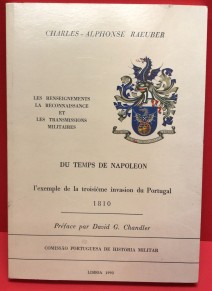 CHARLES-ALPHONSE RAEUBER
LES RENSEIGNEMENTS
LA RECONNAISSANCE
ET
LES TRANSMISSIONS
MILITAIRES
DU TEMPS DE NAPOLEON
l'exemple de la troisième invasion du Portugal
1810
Préface par David G. Chandler
COMISSÃO PORTUGUESA DE HISTÓRIA MILITAR
LISBOA 1993